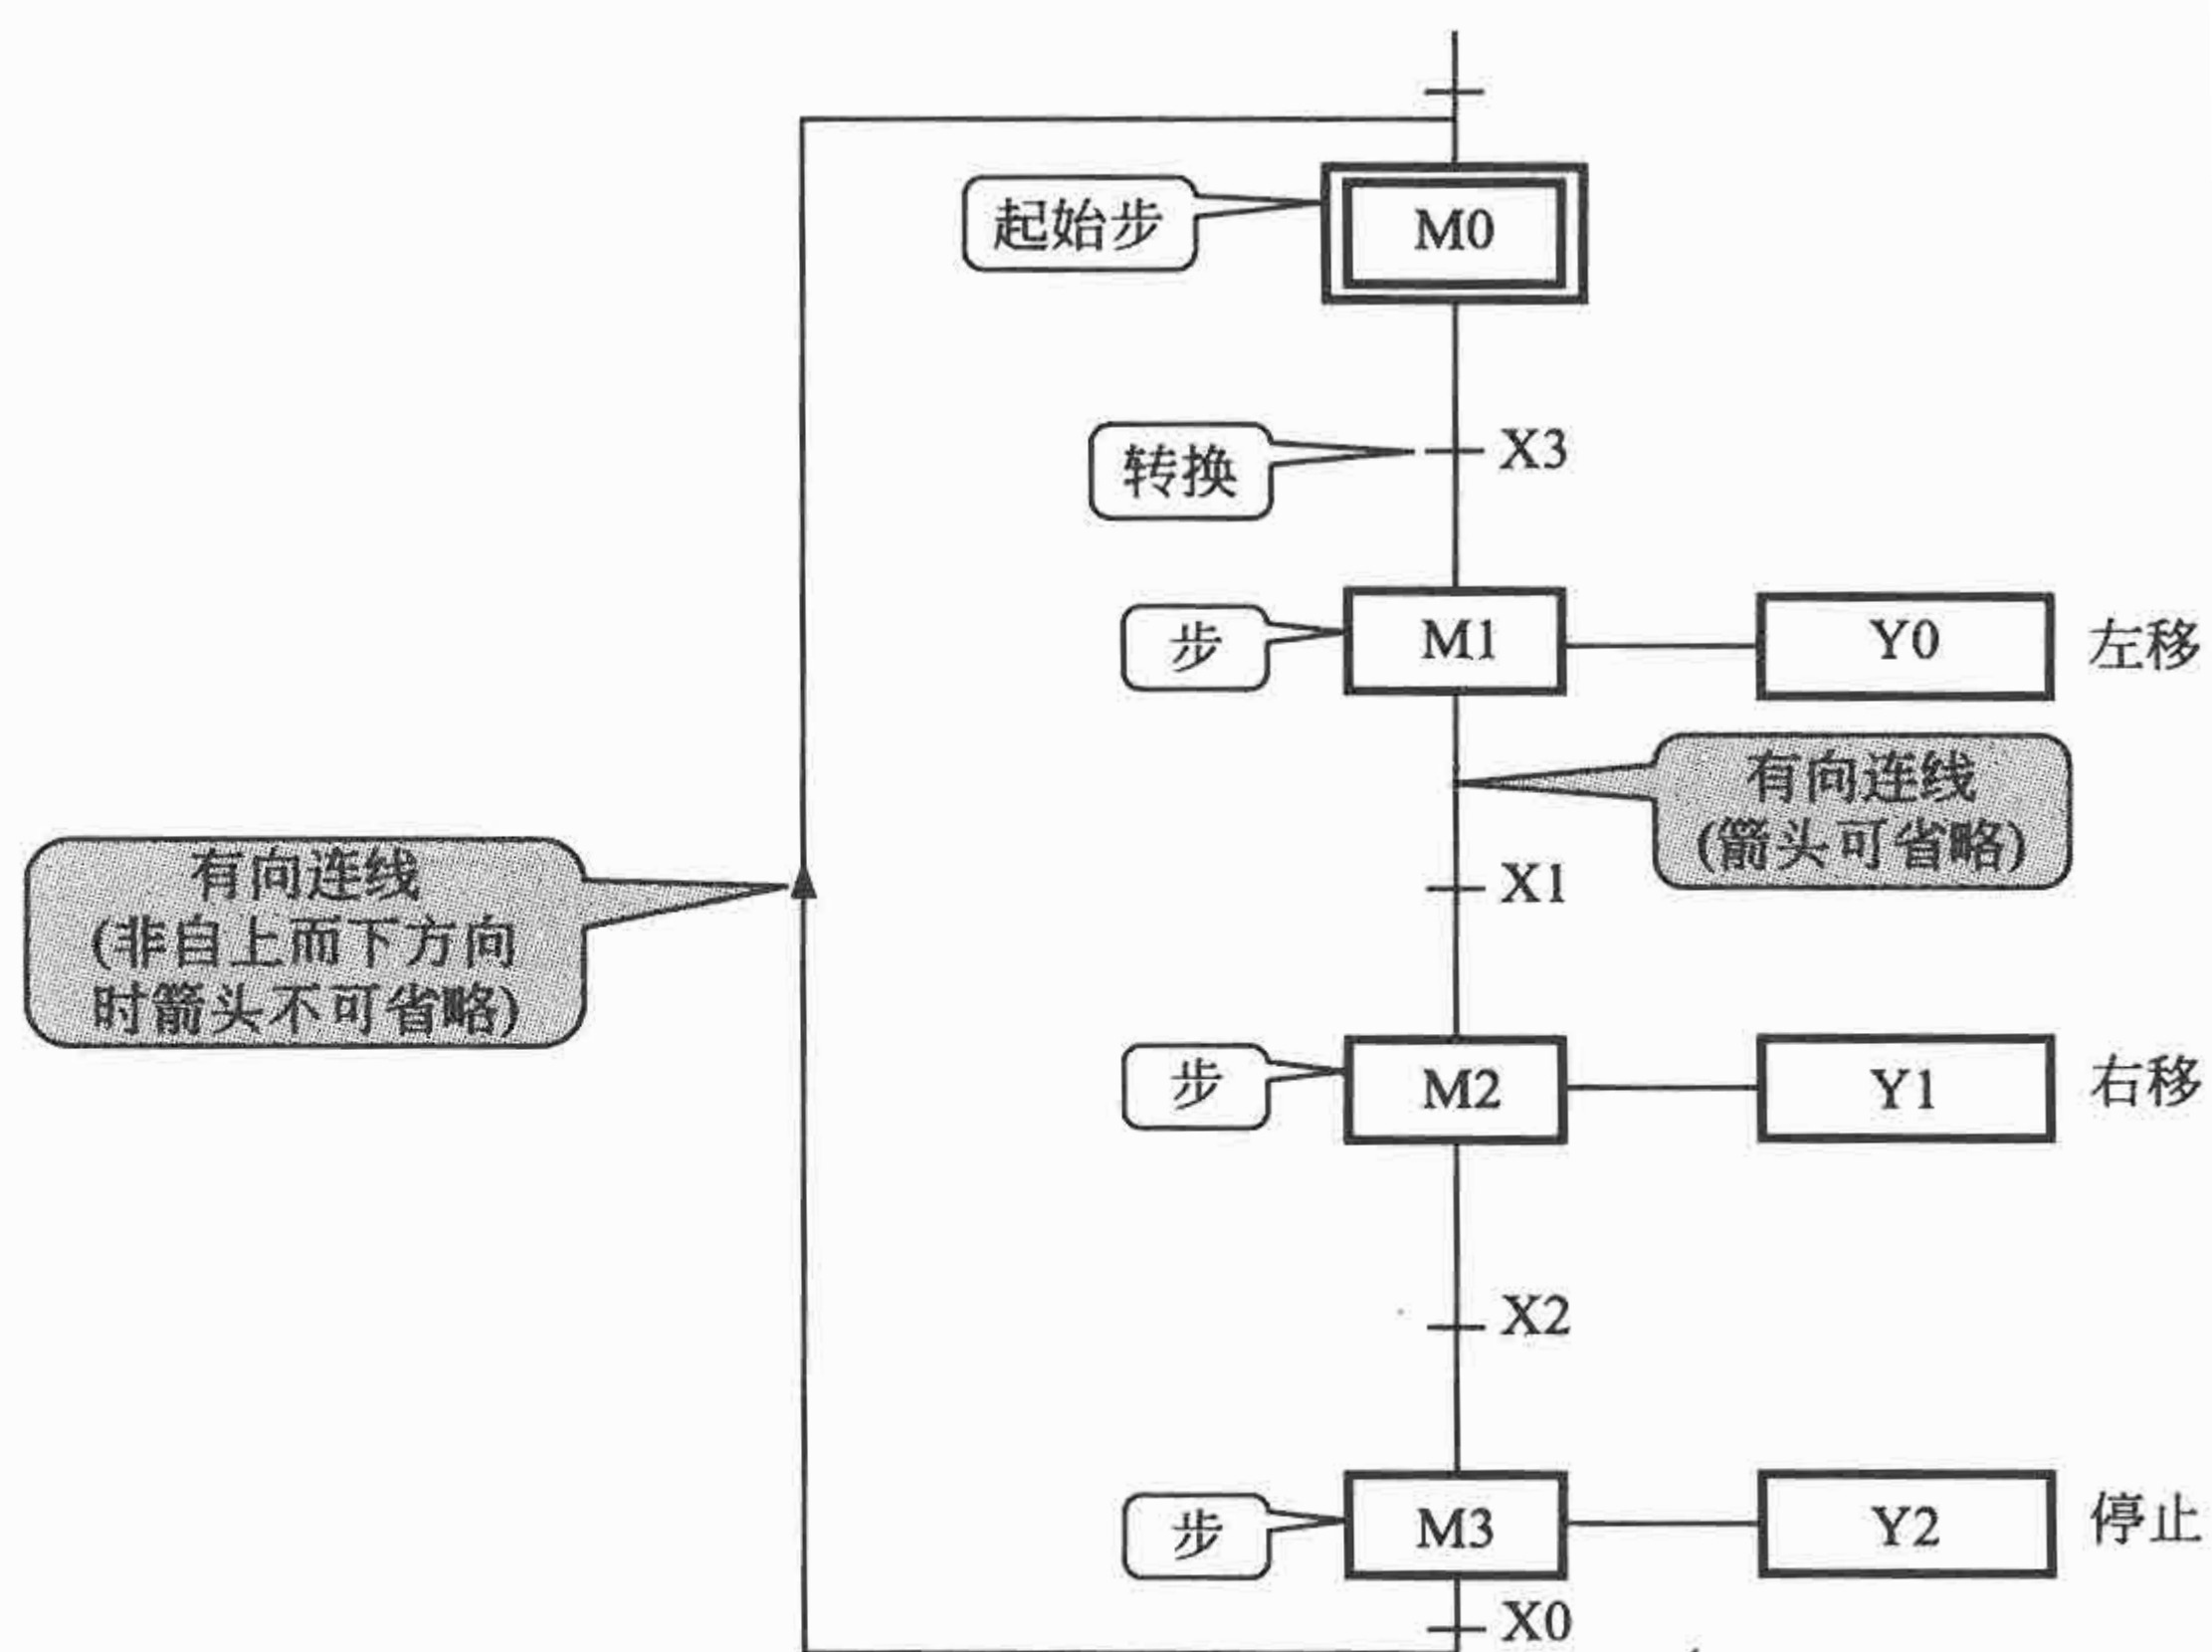 起始步
M0
转换
X3
步
M1
Y0
左移
有向连线
(箭头可省略)
X1
有向连线
(非自上而下方向
时箭头不可省略)
步
M2
Y1
右移
X2
步
M3
Y2
停止
X0